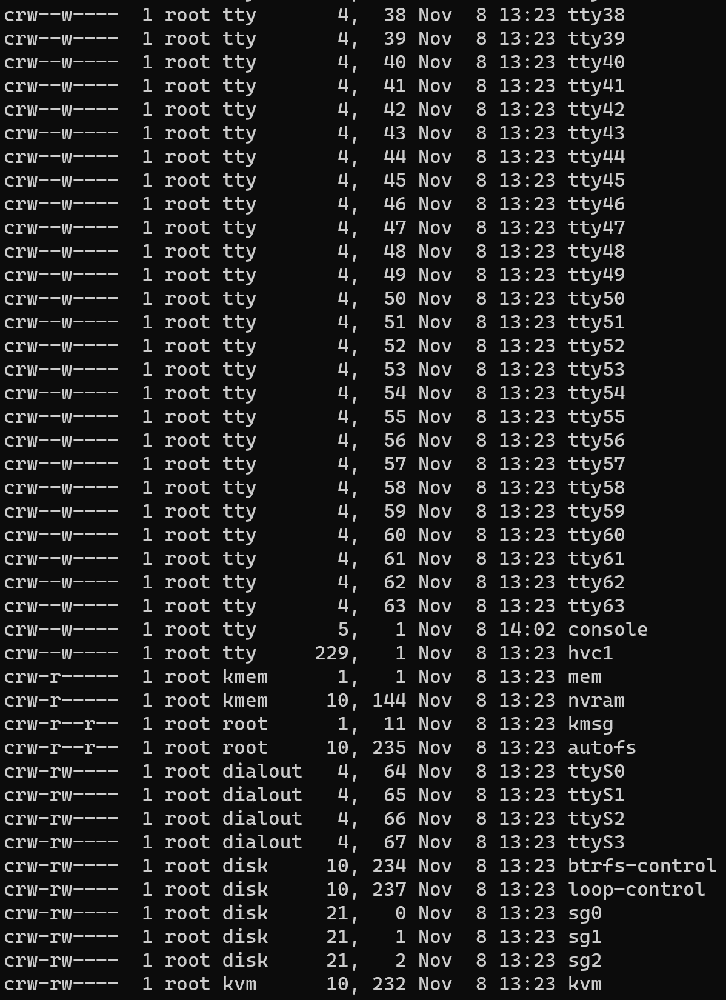 crw--w----  1 root tty       4,  38 Nov  8 13:23 tty38
crw--w----  1 root tty       4,  39 Nov  8 13:23 tty39
crw--w----  1 root tty       4,  40 Nov  8 13:23 tty40
crw--w----  1 root tty       4,  41 Nov  8 13:23 tty41
crw--w----  1 root tty       4,  42 Nov  8 13:23 tty42
crw--w----  1 root tty       4,  43 Nov  8 13:23 tty43
crw--w----  1 root tty       4,  44 Nov  8 13:23 tty44
crw--w----  1 root tty       4,  45 Nov  8 13:23 tty45
crw--w----  1 root tty       4,  46 Nov  8 13:23 tty46
crw--w----  1 root tty       4,  47 Nov  8 13:23 tty47
crw--w----  1 root tty       4,  48 Nov  8 13:23 tty48
crw--w----  1 root tty       4,  49 Nov  8 13:23 tty49
crw--w----  1 root tty       4,  50 Nov  8 13:23 tty50
crw--w----  1 root tty       4,  51 Nov  8 13:23 tty51
crw--w----  1 root tty       4,  52 Nov  8 13:23 tty52
crw--w----  1 root tty       4,  53 Nov  8 13:23 tty53
crw--w----  1 root tty       4,  54 Nov  8 13:23 tty54
crw--w----  1 root tty       4,  55 Nov  8 13:23 tty55
crw--w----  1 root tty       4,  56 Nov  8 13:23 tty56
crw--w----  1 root tty       4,  57 Nov  8 13:23 tty57
crw--w----  1 root tty       4,  58 Nov  8 13:23 tty58
crw--w----  1 root tty       4,  59 Nov  8 13:23 tty59
crw--w----  1 root tty       4,  60 Nov  8 13:23 tty60
crw--w----  1 root tty       4,  61 Nov  8 13:23 tty61
crw--w----  1 root tty       4,  62 Nov  8 13:23 tty62
crw--w----  1 root tty       4,  63 Nov  8 13:23 tty63
crw--w----  1 root tty       5,   1 Nov  8 14:02 console
crw--w----  1 root tty     229,   1 Nov  8 13:23 hvc1
crw-r-----  1 root kmem      1,   1 Nov  8 13:23 mem
crw-r-----  1 root kmem     10, 144 Nov  8 13:23 nvram
crw-r--r--  1 root root      1,  11 Nov  8 13:23 kmsg
crw-r--r--  1 root root     10, 235 Nov  8 13:23 autofs
crw-rw----  1 root dialout   4,  64 Nov  8 13:23 ttyS0
crw-rw----  1 root dialout   4,  65 Nov  8 13:23 ttyS1
crw-rw----  1 root dialout   4,  66 Nov  8 13:23 ttyS2
crw-rw----  1 root dialout   4,  67 Nov  8 13:23 ttyS3
crw-rw----  1 root disk     10, 234 Nov  8 13:23 btrfs-control
crw-rw----  1 root disk     10, 237 Nov  8 13:23 loop-control
crw-rw----  1 root disk     21,   0 Nov  8 13:23 sg0
crw-rw----  1 root disk     21,   1 Nov  8 13:23 sg1
crw-rw----  1 root disk     21,   2 Nov  8 13:23 sg2
crw-rw----  1 root kvm      10, 232 Nov  8 13:23 kvm